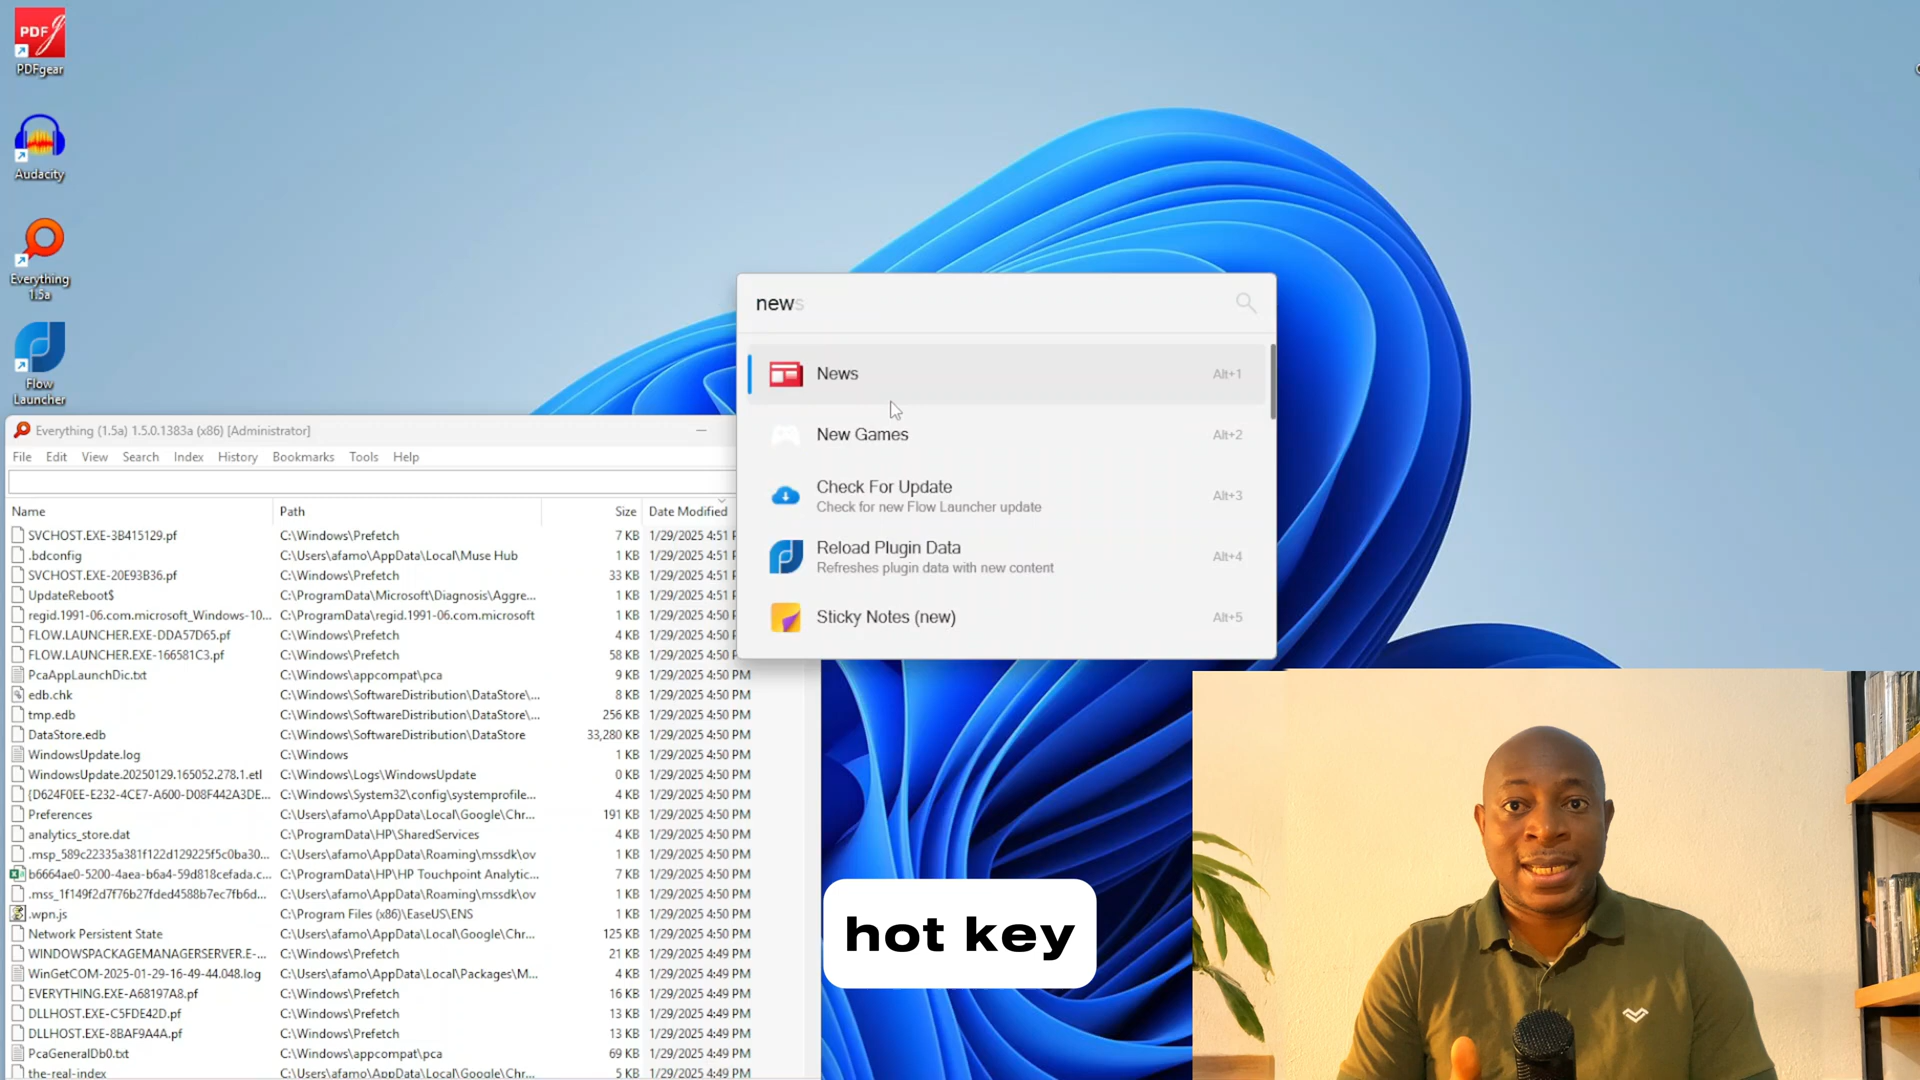 PDF
PDFgear
Audacity
Everything
1.5a
Flow
Launcher
news
News Alt+1
New Games Alt+2
Check For Update
Check for new Flow Launcher update Alt+3
Reload Plugin Data
Refreshes plugin data with new content Alt+4
Sticky Notes (new) Alt+5
Everything (1.5a) 1.5.0.1383a (x86) [Administrator]
File Edit View Search Index History Bookmarks Tools Help
Name Path Size Date Modified
SVCHOST.EXE-3B415129.pf C:\Windows\Prefetch 7 KB 1/29/2025 4:51 P
.bdconfig C:\Users\afamo\AppData\Local\Muse Hub 1 KB 1/29/2025 4:51 P
SVCHOST.EXE-20E93B36.pf C:\Windows\Prefetch 33 KB 1/29/2025 4:51 P
UpdateReboot$ C:\ProgramData\Microsoft\Diagnosis\Aggre... 1 KB 1/29/2025 4:51 P
regid.1991-06.com.microsoft_Windows-10... C:\ProgramData\regid.1991-06.com.microsoft 1 KB 1/29/2025 4:50 P
FLOW.LAUNCHER.EXE-DDA57D65.pf C:\Windows\Prefetch 4 KB 1/29/2025 4:50 P
FLOW.LAUNCHER.EXE-166581C3.pf C:\Windows\Prefetch 58 KB 1/29/2025 4:50 P
PcaAppLaunchDic.txt C:\Windows\appcompat\pca 9 KB 1/29/2025 4:50 PM
edb.chk C:\Windows\SoftwareDistribution\DataStore\... 8 KB 1/29/2025 4:50 PM
tmp.edb C:\Windows\SoftwareDistribution\DataStore\... 256 KB 1/29/2025 4:50 PM
DataStore.edb C:\Windows\SoftwareDistribution\DataStore 33,280 KB 1/29/2025 4:50 PM
WindowsUpdate.log C:\Windows 1 KB 1/29/2025 4:50 PM
WindowsUpdate.20250129.165052.278.1.etl C:\Windows\Logs\WindowsUpdate 0 KB 1/29/2025 4:50 PM
{D624F0EE-E232-4CE7-A600-D08F442A3DE... C:\Windows\System32\config\systemprofile... 4 KB 1/29/2025 4:50 PM
Preferences C:\Users\afamo\AppData\Local\Google\Chr... 191 KB 1/29/2025 4:50 PM
analytics_store.dat C:\ProgramData\HP\SharedServices 4 KB 1/29/2025 4:50 PM
.msp_589c22335a381f122d129225f5c0ba30... C:\Users\afamo\AppData\Roaming\mssdk\ov 1 KB 1/29/2025 4:50 PM
b6664ae0-5200-4aea-b6a4-59d818cefada.c... C:\ProgramData\HP\HP Touchpoint Analytic... 7 KB 1/29/2025 4:50 PM
.mss_1f149f2d7f76b27fded4588b7ec7fb6d... C:\Users\afamo\AppData\Roaming\mssdk\ov 1 KB 1/29/2025 4:50 PM
.wpn.js C:\Program Files (x86)\EaseUS\ENS 1 KB 1/29/2025 4:50 PM
Network Persistent State C:\Users\afamo\AppData\Local\Google\Chr... 125 KB 1/29/2025 4:50 PM
WINDOWSPACKAGEMANAGERSERVER.E-... C:\Windows\Prefetch 21 KB 1/29/2025 4:49 PM
WinGetCOM-2025-01-29-16-49-44.048.log C:\Users\afamo\AppData\Local\Packages\M... 4 KB 1/29/2025 4:49 PM
EVERYTHING.EXE-A68197A8.pf C:\Windows\Prefetch 16 KB 1/29/2025 4:49 PM
DLLHOST.EXE-C5FDE42D.pf C:\Windows\Prefetch 13 KB 1/29/2025 4:49 PM
DLLHOST.EXE-8BAF9A4A.pf C:\Windows\Prefetch 13 KB 1/29/2025 4:49 PM
PcaGeneralDb0.txt C:\Windows\appcompat\pca 69 KB 1/29/2025 4:49 PM
the-real-index C:\Users\afamo\AppData\Local\Google\Chr... 5 KB 1/29/2025 4:49 PM
hot key